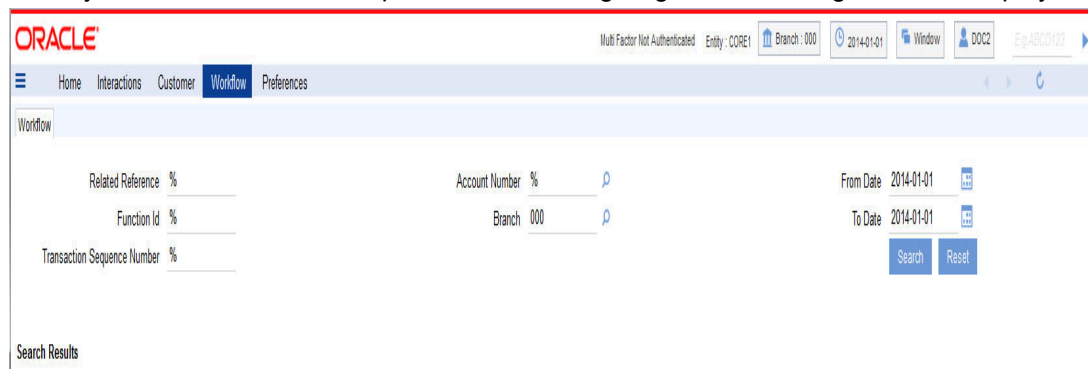 ORACLE
Multi Factor Not Authenticated Entity : CORE1 Branch : 000 2014-01-01 Window DOC2 E.g.ABCD123
Home Interactions Customer Workflow Preferences
Workflow
Related Reference % Account Number % From Date 2014-01-01
Function Id % Branch 000 To Date 2014-01-01
Transaction Sequence Number % Search Reset
Search Results